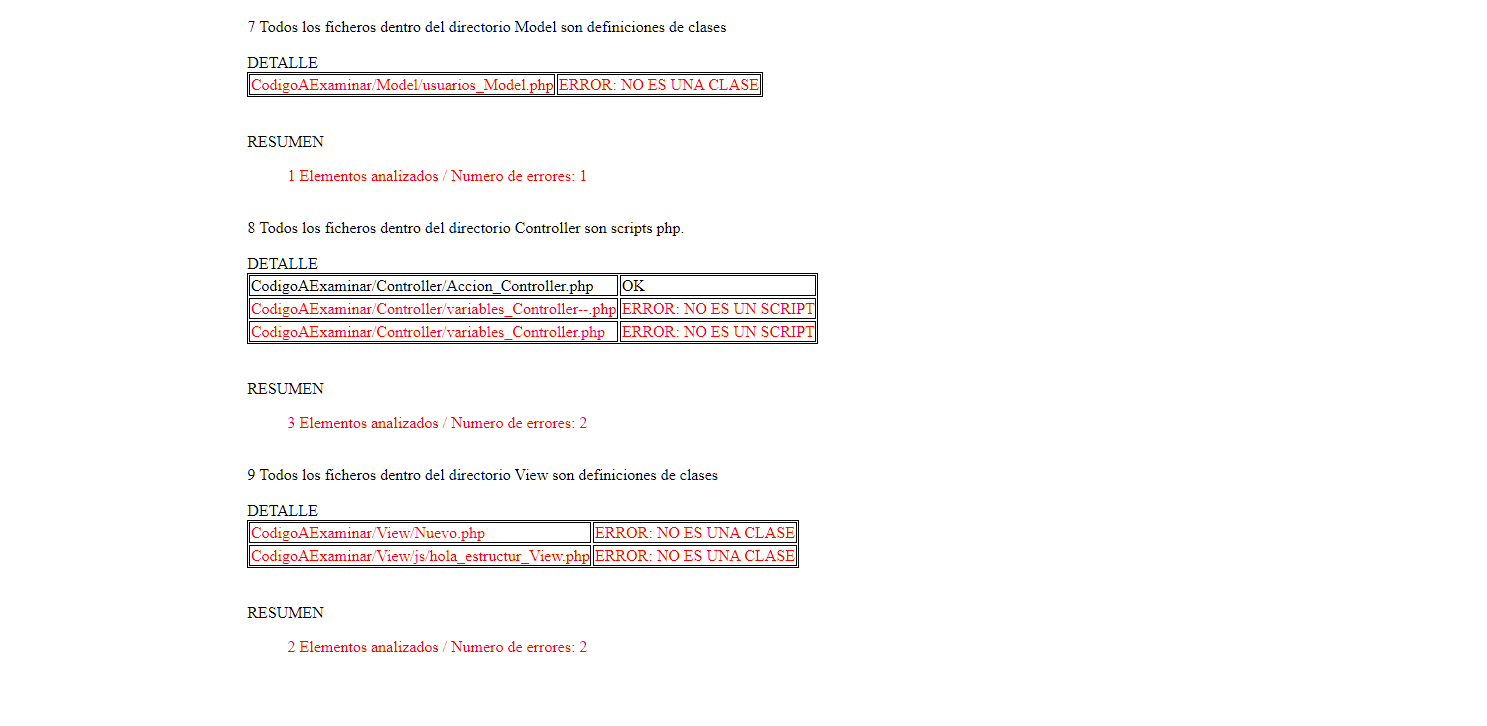 7 Todos los ficheros dentro del directorio Model son definiciones de clases
DETALLE
CodigoAExaminar/Model/usuarios_Model.php ERROR: NO ES UNA CLASE
RESUMEN
1 Elementos analizados / Numero de errores: 1
8 Todos los ficheros dentro del directorio Controller son scripts php.
DETALLE
CodigoAExaminar/Controller/Accion_Controller.php OK
CodigoAExaminar/Controller/variables_Controller--.php ERROR: NO ES UN SCRIPT
CodigoAExaminar/Controller/variables_Controller.php ERROR: NO ES UN SCRIPT
RESUMEN
3 Elementos analizados / Numero de errores: 2
9 Todos los ficheros dentro del directorio View son definiciones de clases
DETALLE
CodigoAExaminar/View/Nuevo.php ERROR: NO ES UNA CLASE
CodigoAExaminar/View/js/hola_estructur_View.php ERROR: NO ES UNA CLASE
RESUMEN
2 Elementos analizados / Numero de errores: 2